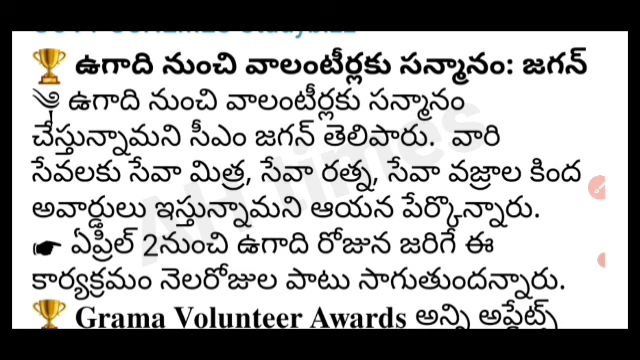 🏆 ఉగాది నుంచి వాలంటీర్లకు సన్మానం: జగన్
ఉగాది నుంచి వాలంటీర్లకు సన్మానం
చేస్తున్నామని సీఎం జగన్ తెలిపారు. వారి
సేవలకు సేవా మిత్ర, సేవా రత్న, సేవా వజ్రాల కింద
అవార్డులు ఇస్తున్నామని ఆయన పేర్కొన్నారు.
☛ ఏప్రిల్ 2నుంచి ఉగాది రోజున జరిగే ఈ
కార్యక్రమం నెలరోజుల పాటు సాగుతుందన్నారు.
🏆 Grama Volunteer Awards అన్ని అప్డేట్స్